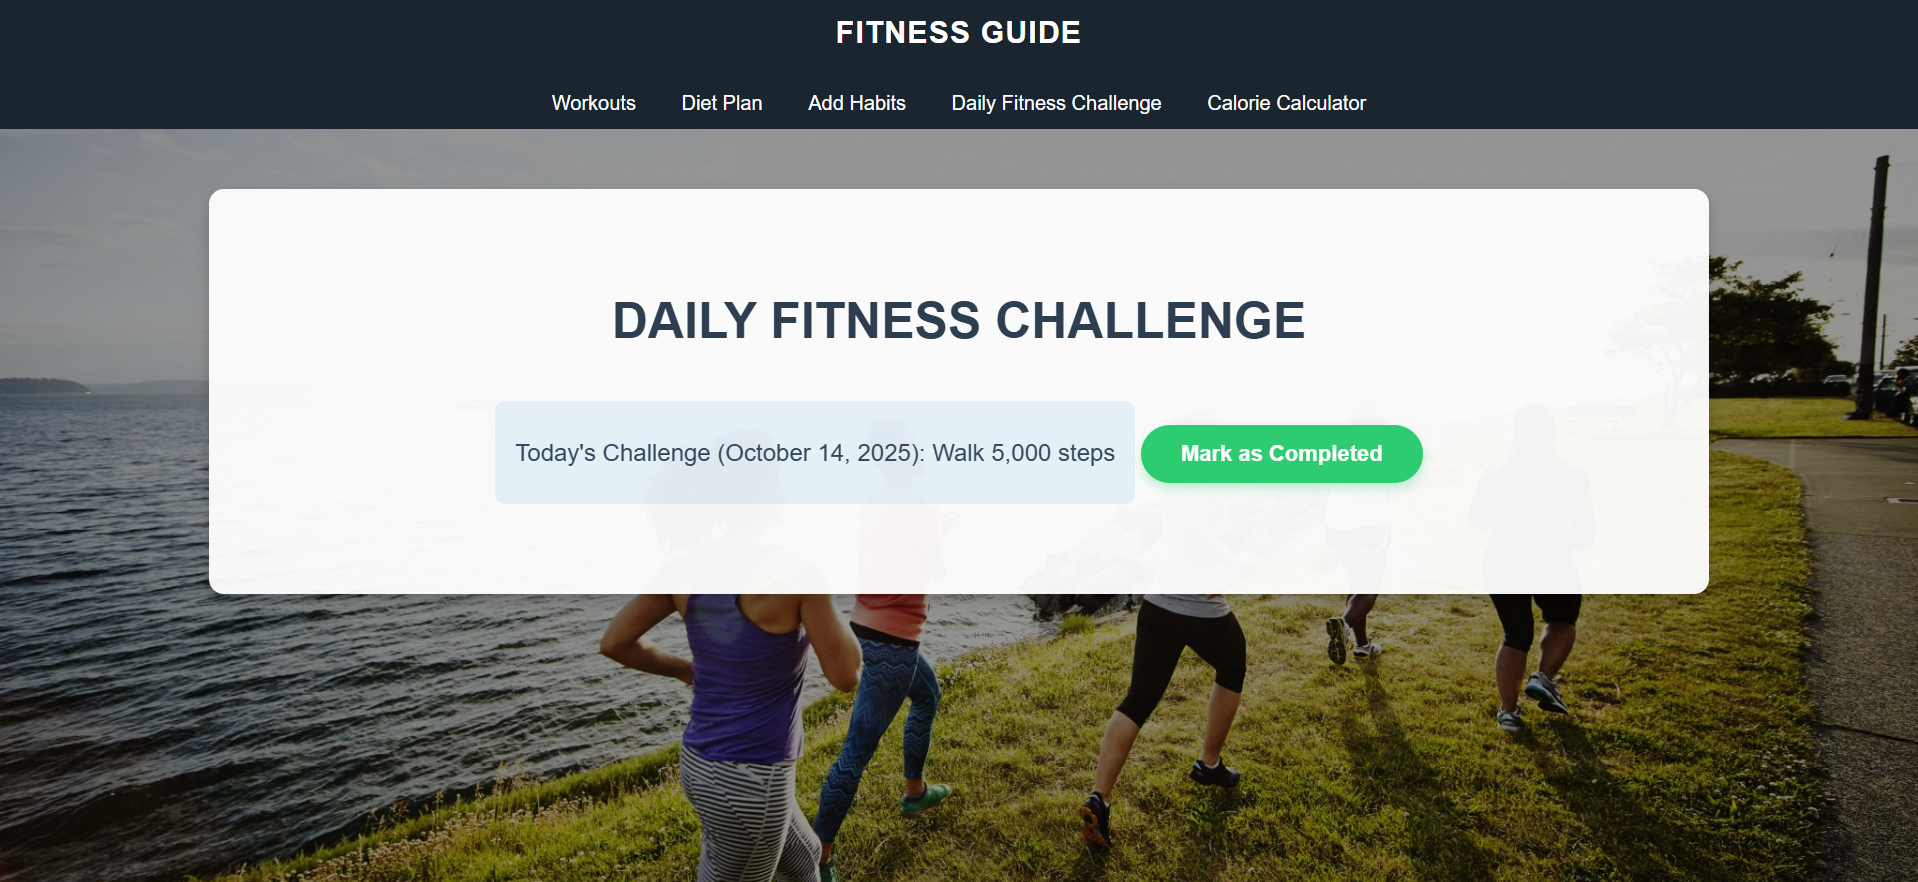 FITNESS GUIDE
Workouts Diet Plan Add Habits Daily Fitness Challenge Calorie Calculator
DAILY FITNESS CHALLENGE
Today's Challenge (October 14, 2025): Walk 5,000 steps Mark as Completed